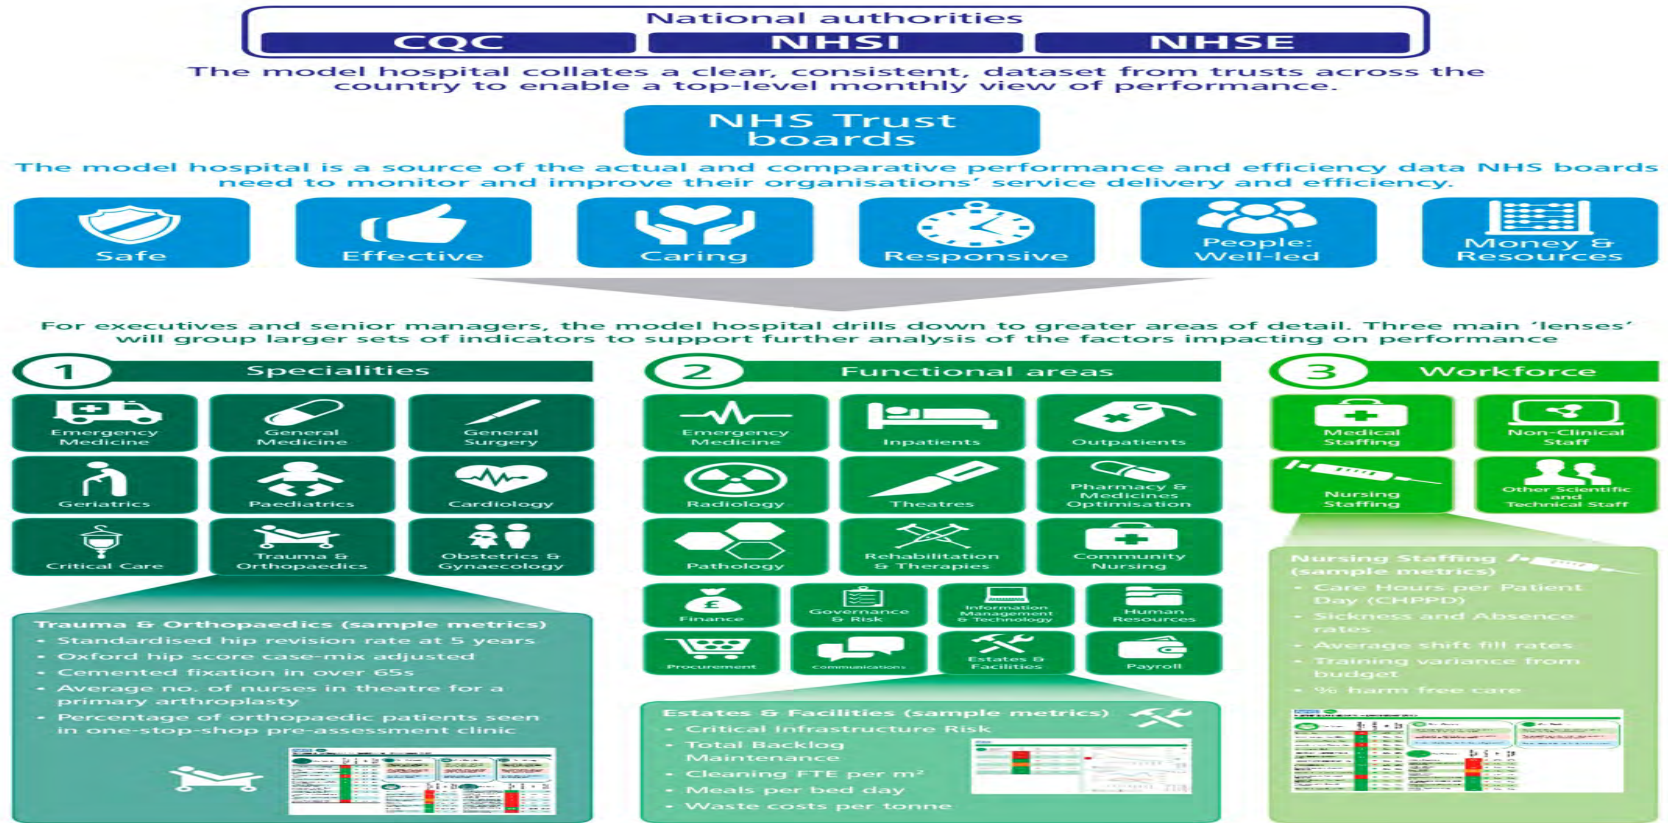 National authorities
CQC
NHSI
NHSE
The model hospital collates a clear, consistent, dataset from trusts across the
country to enable a top-level monthly view of performance.
NHS Trust
boards
The model hospital is a source of the actual and comparative performance and efficiency data NHS boards
need to monitor and improve their organisations' service delivery and efficiency.
Safe
Effective
Caring
Responsive
People:
Well-led
Money &
Resources
For executives and senior managers, the model hospital drills down to greater areas of detail. Three main 'lenses'
will group larger sets of indicators to support further analysis of the factors impacting on performance
1
Specialities
Emergency
Medicine
General
Medicine
General
Surgery
Geriatrics
Paediatrics
Cardiology
Critical Care
Trauma &
Orthopaedics
Obstetrics &
Gynaecology
Trauma & Orthopaedics (sample metrics)
• Standardised hip revision rate at 5 years
• Oxford hip score case-mix adjusted
• Cemented fixation in over 65s
• Average no. of nurses in theatre for a
primary arthroplasty
• Percentage of orthopaedic patients seen
in one-stop-shop pre-assessment clinic
2
Functional areas
Emergency
Medicine
Inpatients
Outpatients
Radiology
Theatres
Pharmacy &
Medicines
Optimisation
Pathology
Rehabilitation
& Therapies
Community
Nursing
£
Finance
Governance
& Risk
Information
Management
& Technology
Human
Resources
Procurement
Communications
Estates &
Facilities
Payroll
Estates & Facilities (sample metrics)
• Critical Infrastructure Risk
• Total Backlog
Maintenance
• Cleaning FTE per m²
• Meals per bed day
• Waste costs per tonne
3
Workforce
Medical
Staffing
Non-Clinical
Staff
Nursing
Staffing
Other Scientific
and
Technical Staff
Nursing Staffing
(sample metrics)
• Care Hours per Patient
Day (CHPPD)
• Sickness and Absence
rates
• Average shift fill rates
• Training variance from
budget
• % harm free care